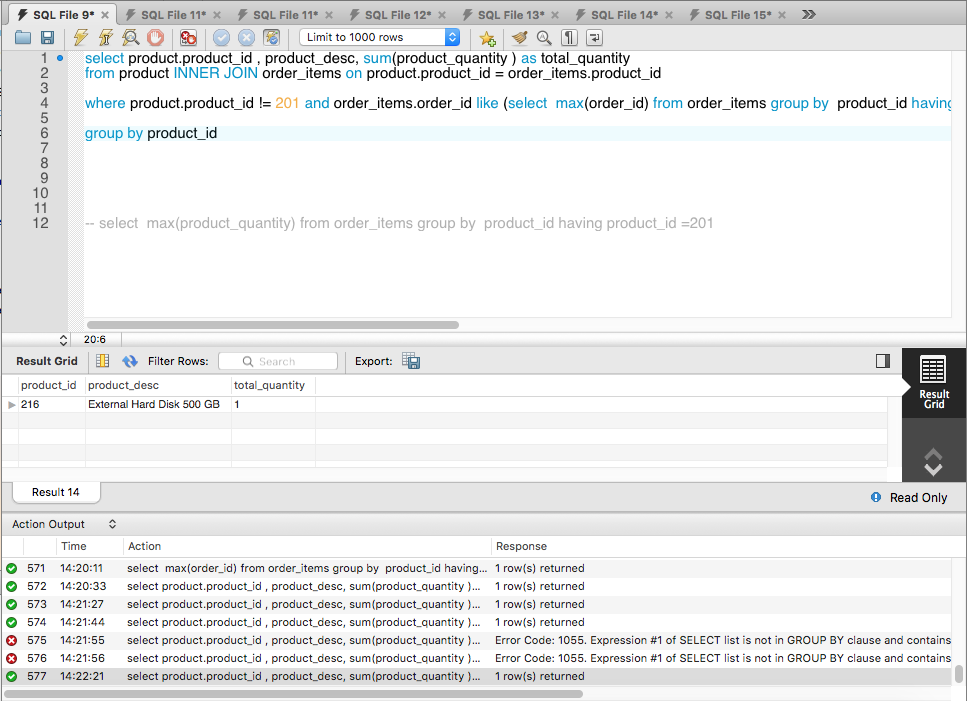 SQL File 9* SQL File 11* SQL File 11* SQL File 12* SQL File 13* SQL File 14* SQL File 15*
Limit to 1000 rows
1 select product.product_id , product_desc, sum(product_quantity ) as total_quantity
2 from product INNER JOIN order_items on product.product_id = order_items.product_id
3
4 where product.product_id != 201 and order_items.order_id like (select max(order_id) from order_items group by product_id having
5
6 group by product_id
7
8
9
10
11
12 -- select max(product_quantity) from order_items group by product_id having product_id =201
20:6
Result Grid Filter Rows: Search Export:
product_id product_desc total_quantity
216 External Hard Disk 500 GB 1
Result Grid
Result 14 Read Only
Action Output
Time Action Response
571 14:20:11 select max(order_id) from order_items group by product_id having... 1 row(s) returned
572 14:20:33 select product.product_id , product_desc, sum(product_quantity )... 1 row(s) returned
573 14:21:27 select product.product_id , product_desc, sum(product_quantity )... 1 row(s) returned
574 14:21:44 select product.product_id , product_desc, sum(product_quantity )... 1 row(s) returned
575 14:21:55 select product.product_id , product_desc, sum(product_quantity )... Error Code: 1055. Expression #1 of SELECT list is not in GROUP BY clause and contains
576 14:21:56 select product.product_id , product_desc, sum(product_quantity )... Error Code: 1055. Expression #1 of SELECT list is not in GROUP BY clause and contains
577 14:22:21 select product.product_id , product_desc, sum(product_quantity )... 1 row(s) returned